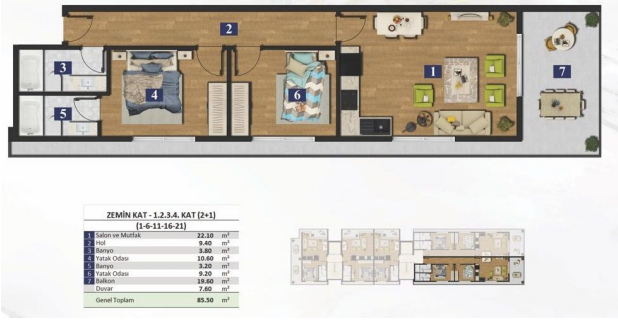 2
3
1
7
4
6
5
ZEMİN KAT - 1.2.3.4. KAT (2+1)
(1-6-11-16-21)
1 Salon ve Mutfak 22.10 m²
2 Hol 9.40 m²
3 Banyo 3.80 m²
4 Yatak Odası 10.60 m²
5 Banyo 3.20 m²
6 Yatak Odası 9.20 m²
7 Balkon 19.60 m²
Duvar 7.60 m²
Genel Toplam 85.50 m²